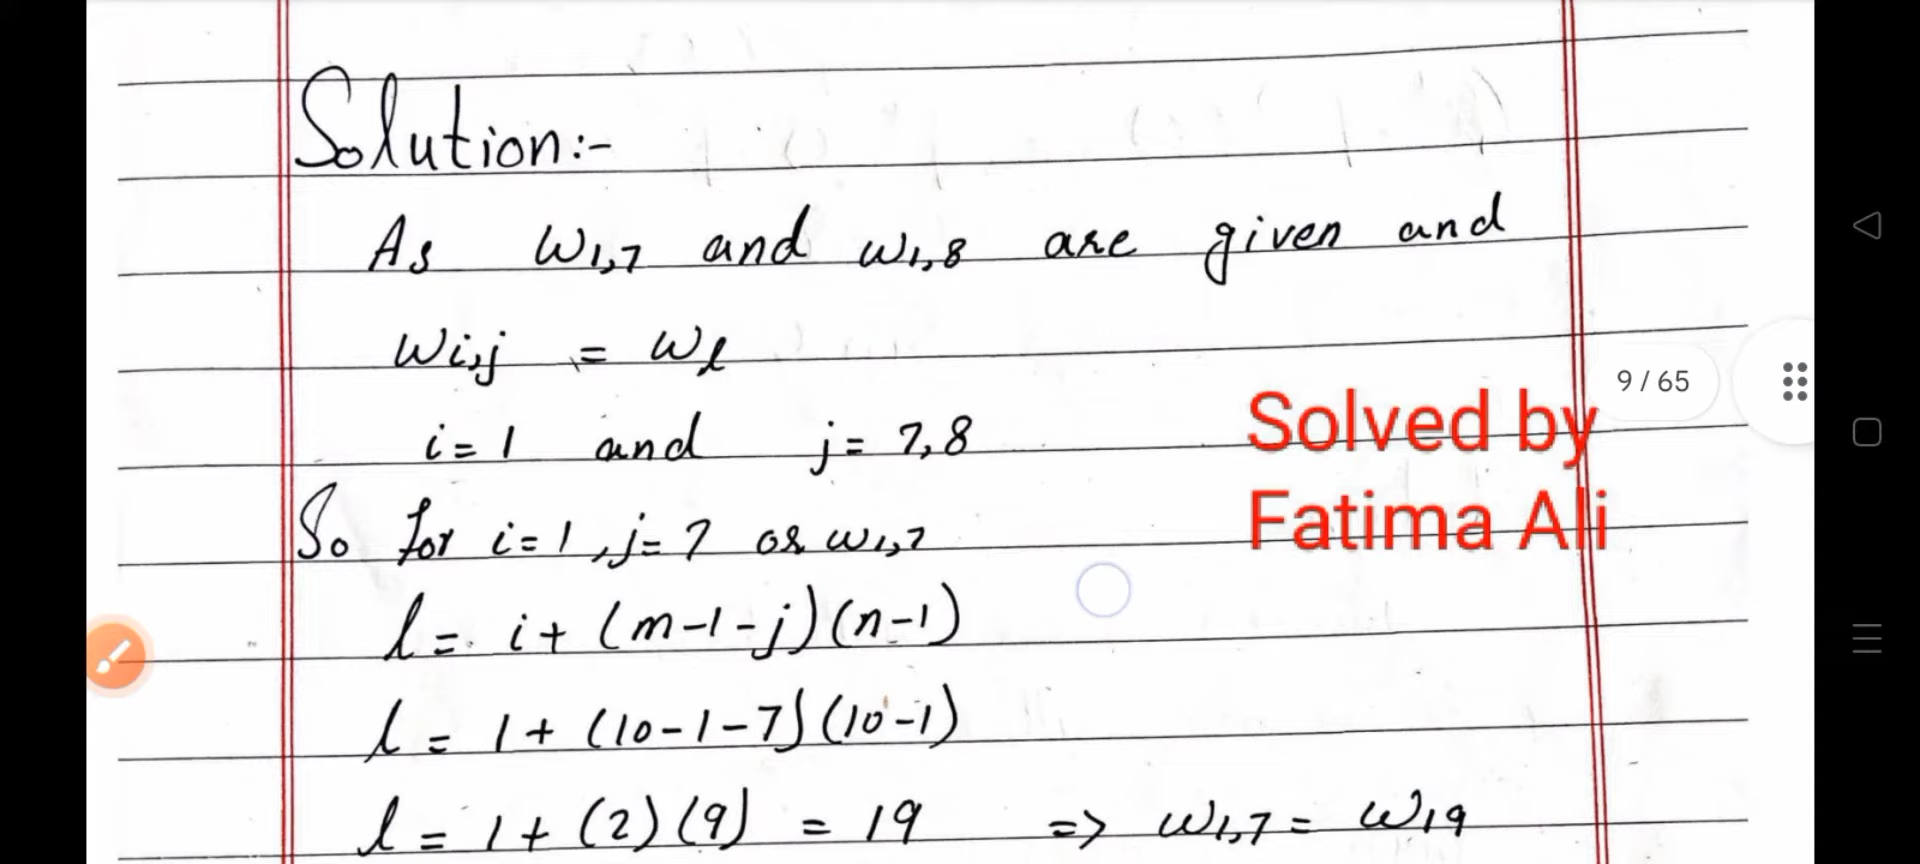 Solution:-
As w1,7 and w1,8 are given and
wi,j = wl
i=1 and j= 7,8
9 / 65
Solved by
Fatima Ali
So for i=1, j=7 or w1,7
l= i+ (m-1-j)(n-1)
l = 1+ (10-1-7)(10-1)
l = 1+ (2)(9) = 19 => w1,7 = w19